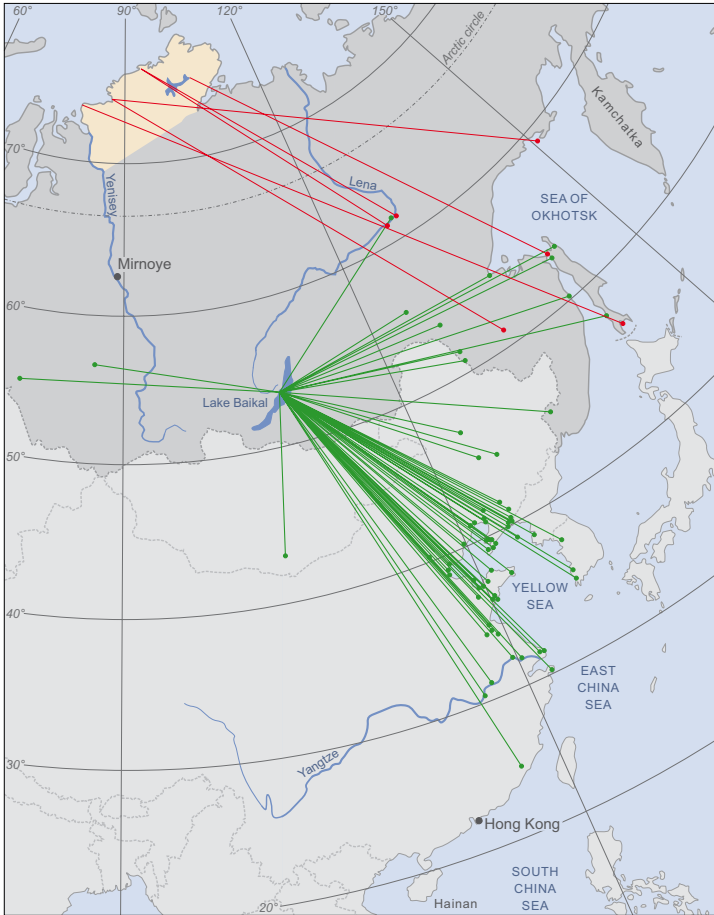 60°
90°
120°
150°
Arctic circle
Kamchatka
70°
Yenisey
Lena
SEA OF
OKHOTSK
Mirnoye
60°
Lake Baikal
50°
YELLOW
SEA
40°
EAST
CHINA
SEA
Yangtze
30°
Hong Kong
SOUTH
CHINA
SEA
Hainan
20°